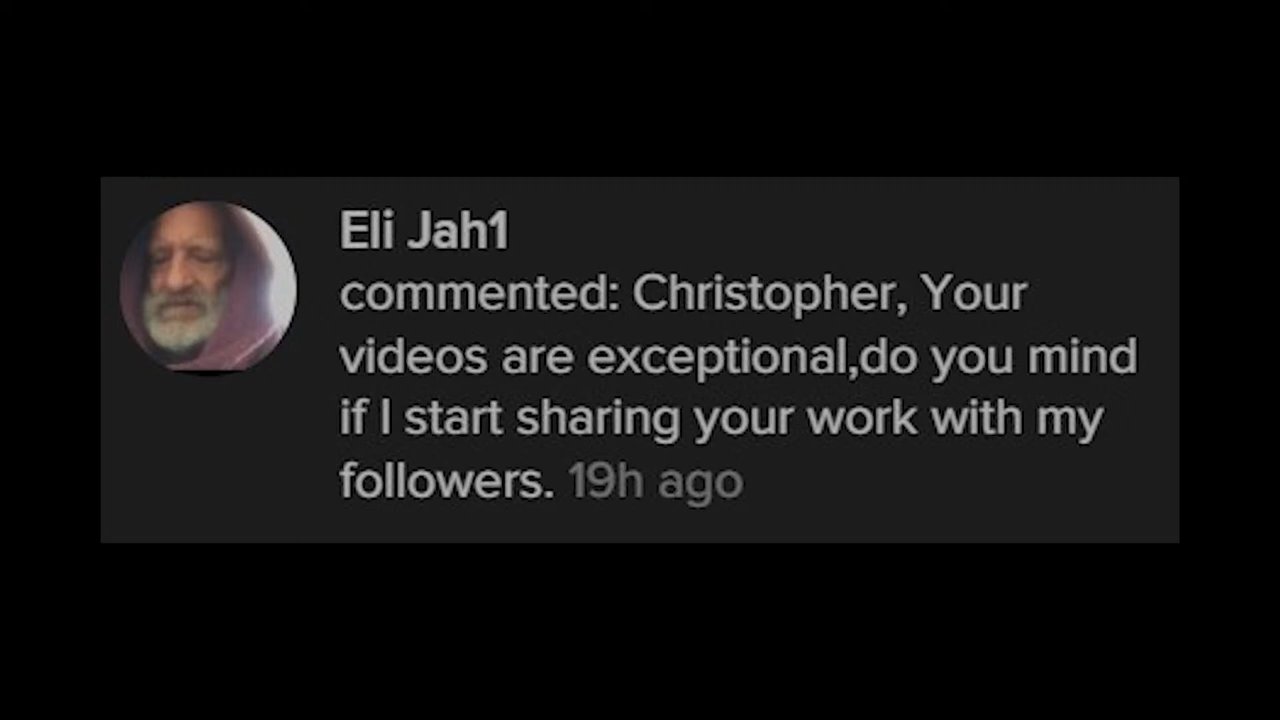 Eli Jah1
commented: Christopher, Your
videos are exceptional,do you mind
if I start sharing your work with my
followers. 19h ago